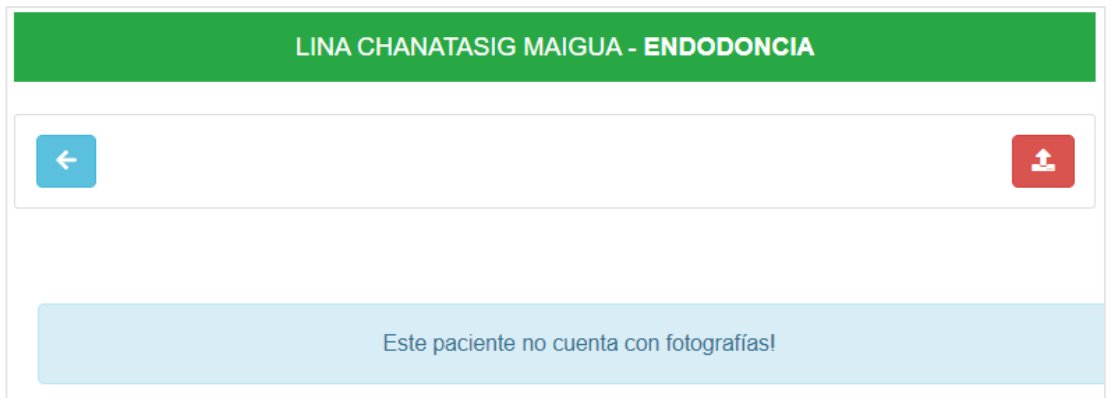 LINA CHANATASIG MAIGUA - ENDODONCIA
Este paciente no cuenta con fotografías!